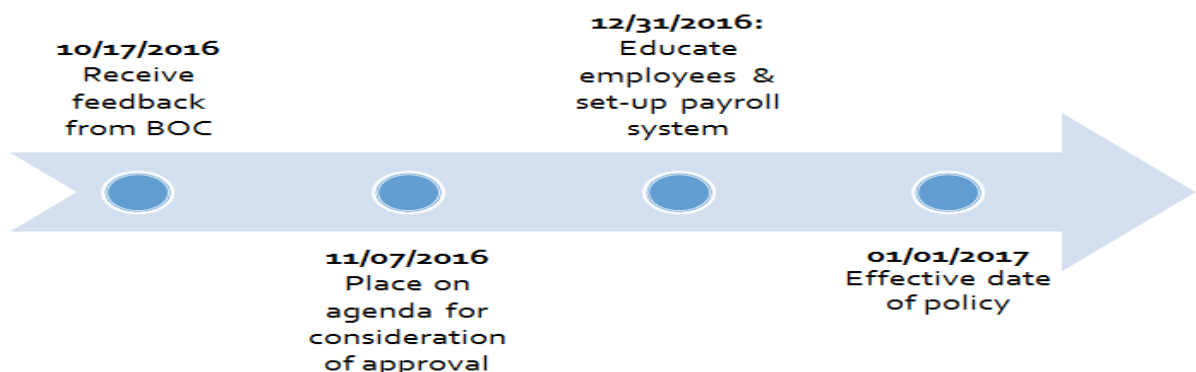 10/17/2016
Receive
feedback
from BOC
11/07/2016
Place on
agenda for
consideration
of approval
12/31/2016:
Educate
employees &
set-up payroll
system
01/01/2017
Effective date
of policy